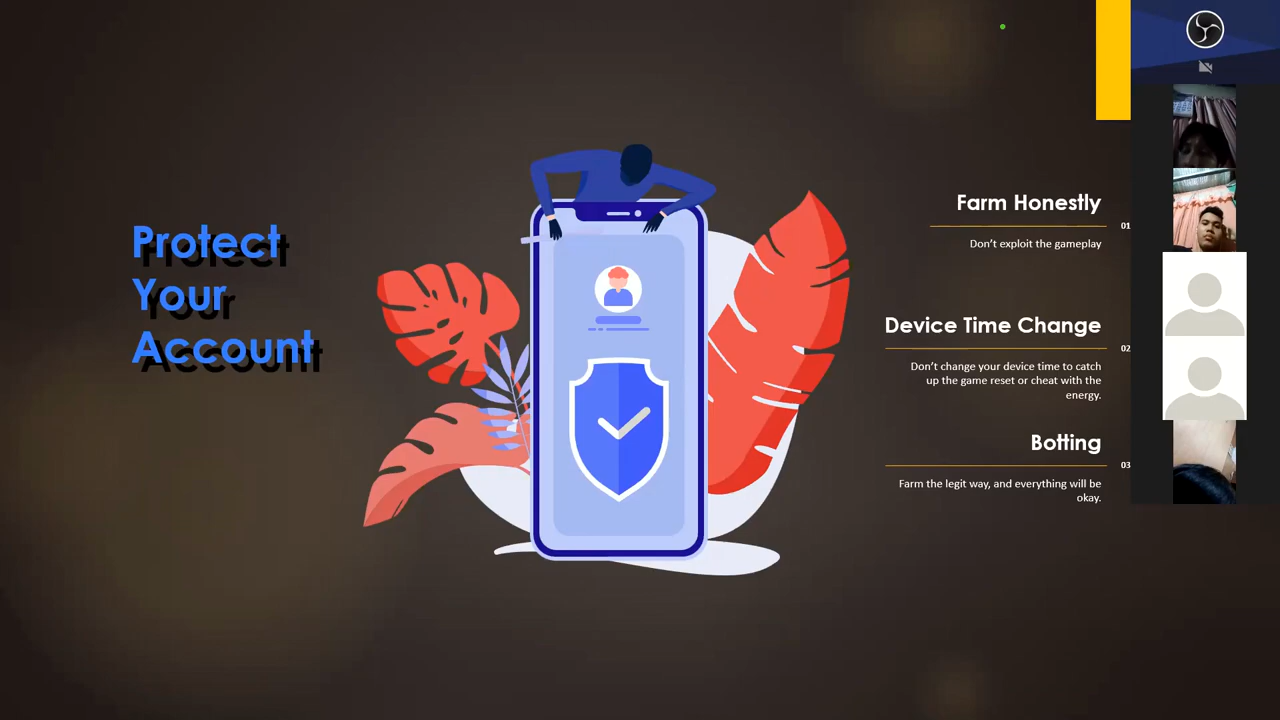 Protect
Your
Account
Farm Honestly
01
Don't exploit the gameplay
Device Time Change
02
Don't change your device time to catch
up the game reset or cheat with the
energy.
Botting
03
Farm the legit way, and everything will be
okay.